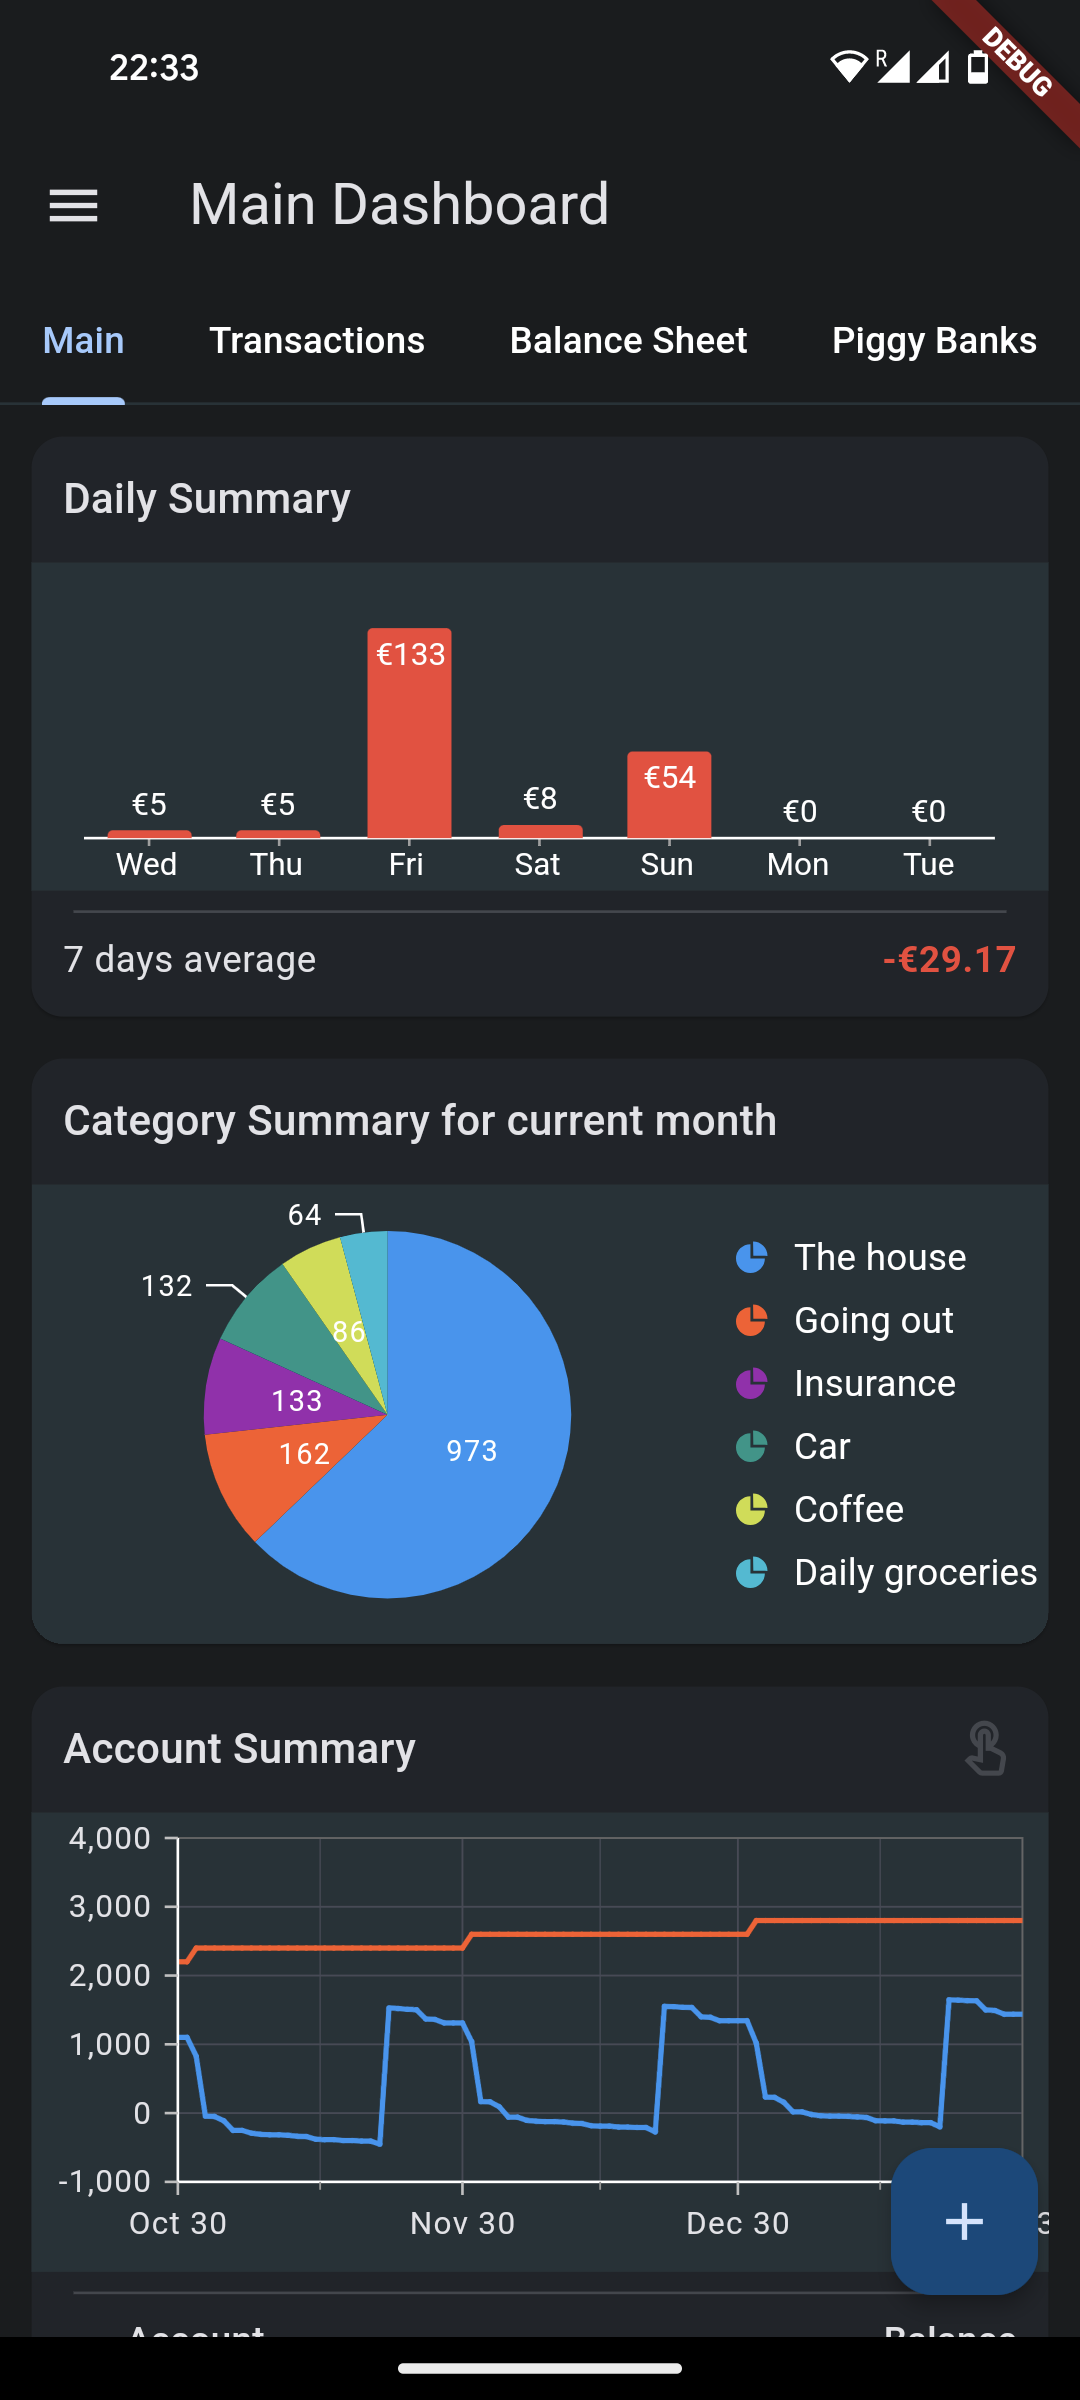 22:33
R
DEBUG
Main Dashboard
Main Transactions Balance Sheet Piggy Banks
Daily Summary
€133
€54
€5 €5 €8 €0 €0
Wed Thu Fri Sat Sun Mon Tue
7 days average -€29.17
Category Summary for current month
64
132
86
133
162
973
The house
Going out
Insurance
Car
Coffee
Daily groceries
Account Summary
4,000
3,000
2,000
1,000
0
-1,000
Oct 30 Nov 30 Dec 30 3
Account Balance